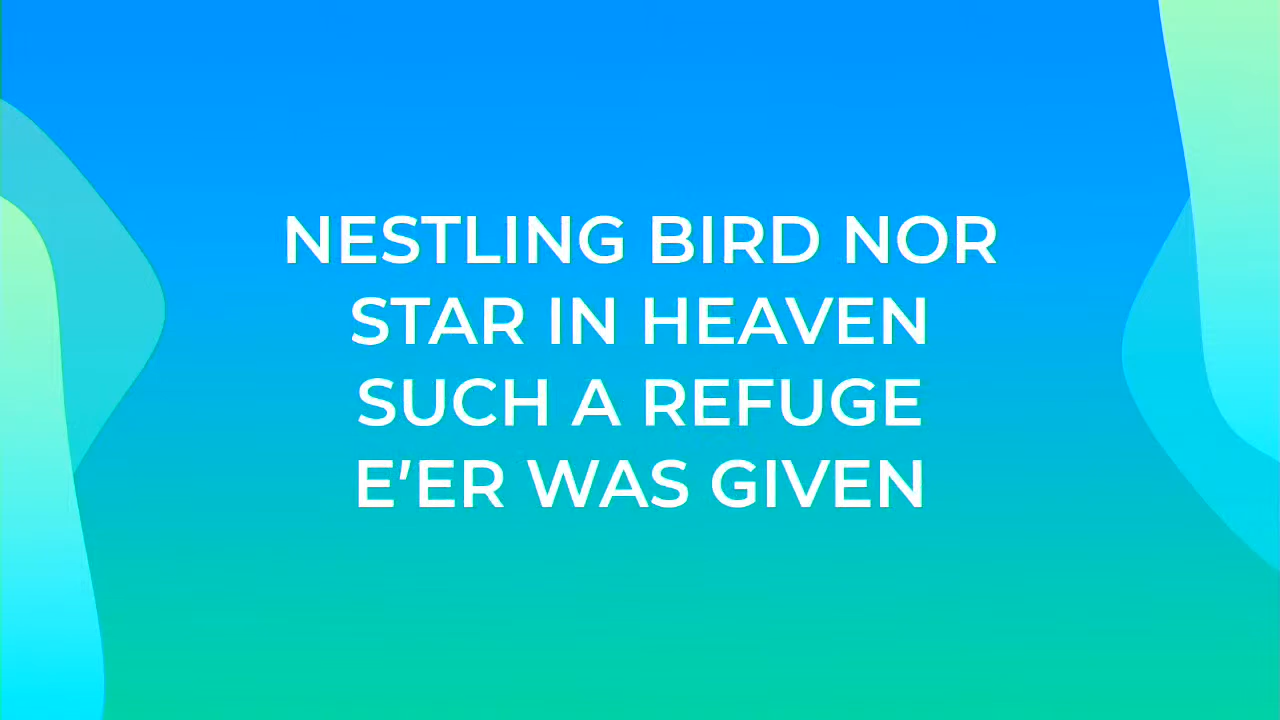 NESTLING BIRD NOR
STAR IN HEAVEN
SUCH A REFUGE
E'ER WAS GIVEN